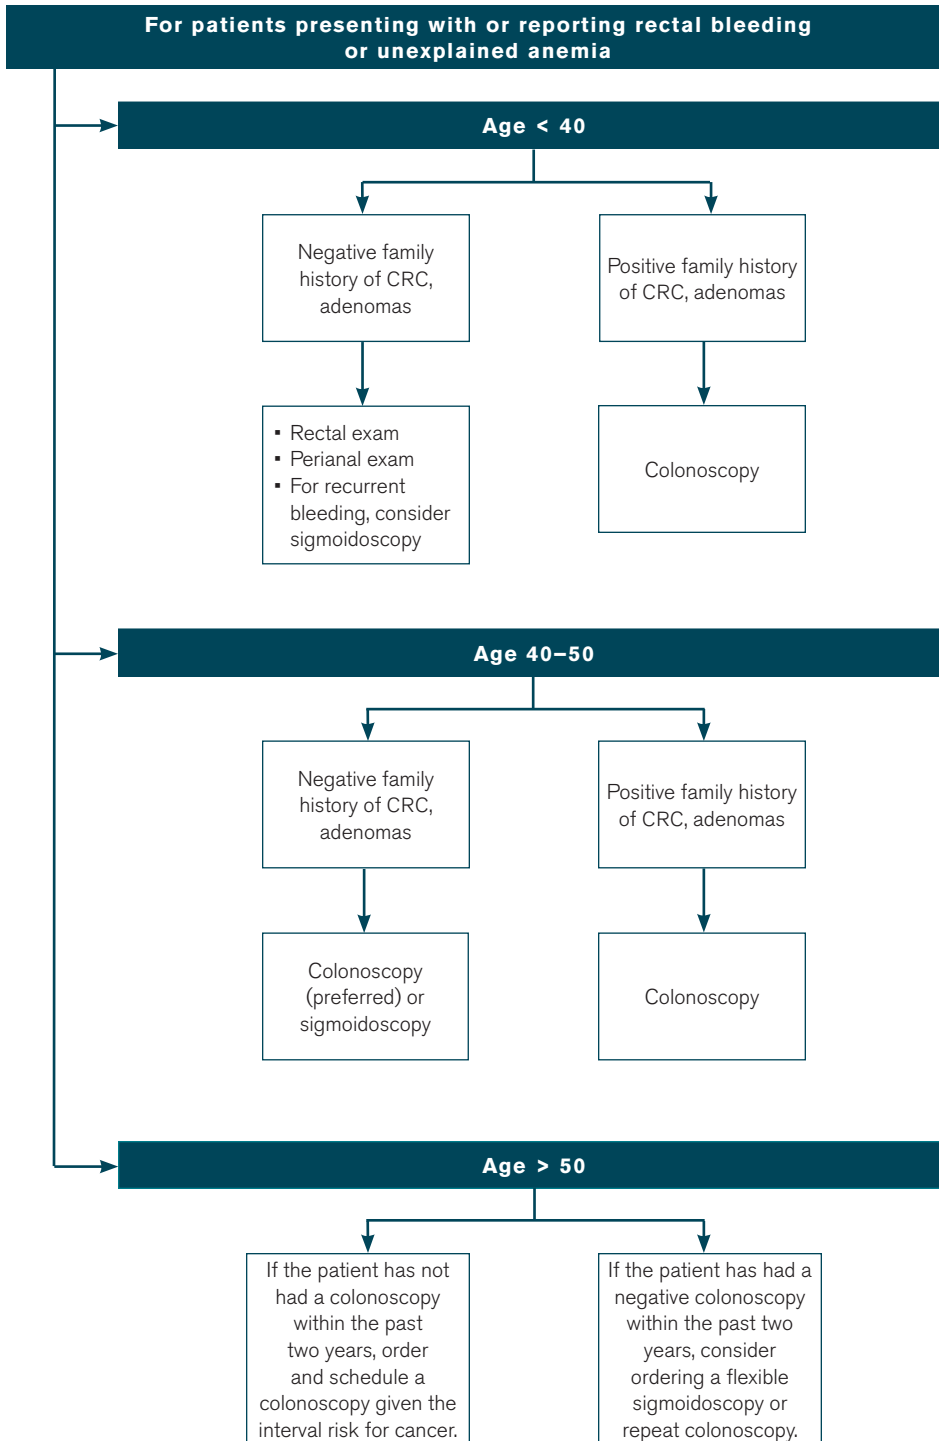 For patients presenting with or reporting rectal bleeding
or unexplained anemia
Age < 40
Negative family
history of CRC,
adenomas
Positive family history
of CRC, adenomas
▪ Rectal exam
▪ Perianal exam
▪ For recurrent
bleeding, consider
sigmoidoscopy
Colonoscopy
Age 40–50
Negative family
history of CRC,
adenomas
Positive family history
of CRC, adenomas
Colonoscopy
(preferred) or
sigmoidoscopy
Colonoscopy
Age > 50
If the patient has not
had a colonoscopy
within the past
two years, order
and schedule a
colonoscopy given the
interval risk for cancer.
If the patient has had a
negative colonoscopy
within the past two
years, consider
ordering a flexible
sigmoidoscopy or
repeat colonoscopy.